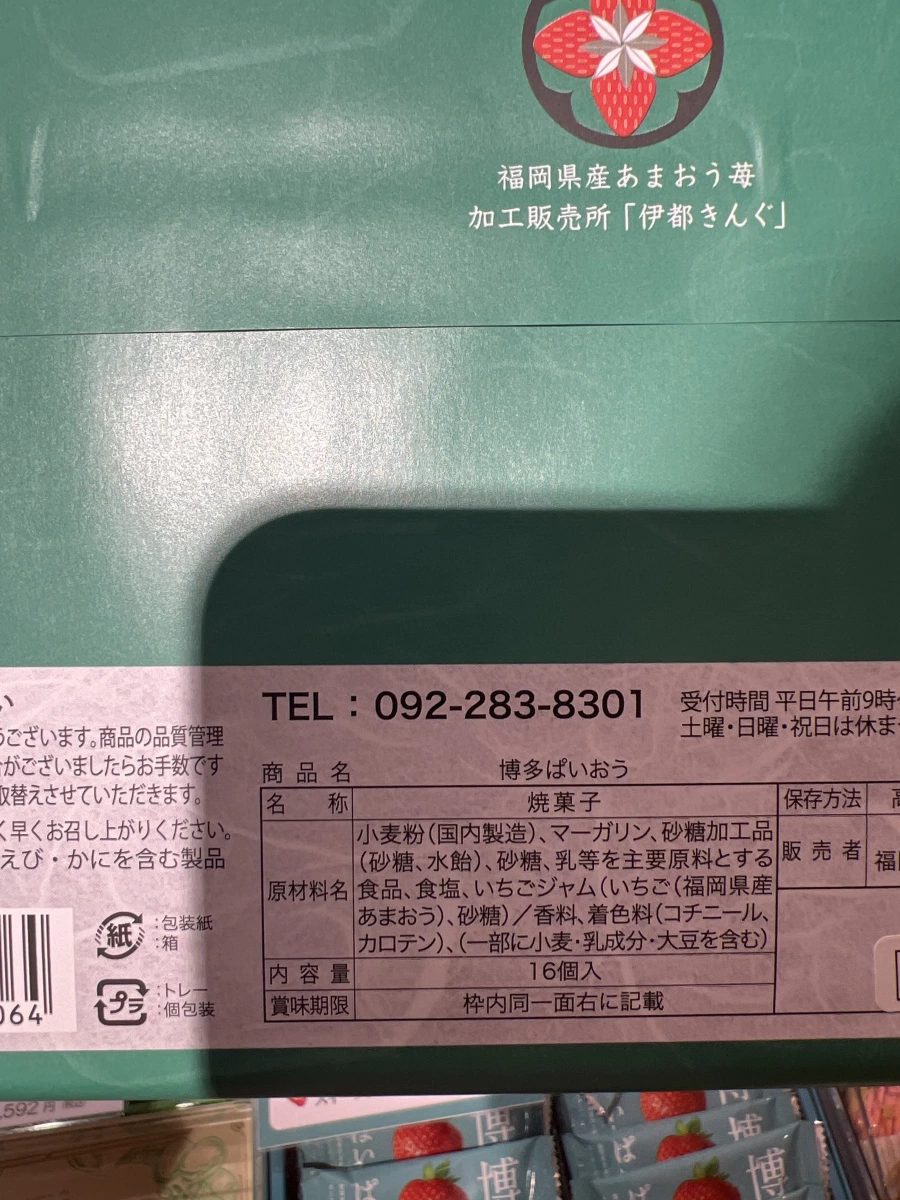 福岡県産あまおう苺
加工販売所「伊都きんぐ」
い
うございます。商品の品質管理
がございましたらお手数です
取替えさせていただきます。
く早くお召し上がりください。
えび・かにを含む製品
064
紙
:包装紙
:箱
プラ
:トレー
:個包装
TEL：092-283-8301
受付時間 平日午前9時
土曜・日曜・祝日は休ま
商品名 博多ぱいおう
名称 焼菓子
原材料名 小麦粉(国内製造)、マーガリン、砂糖加工品
(砂糖、水飴)、砂糖、乳等を主要原料とする
食品、食塩、いちごジャム(いちご(福岡県産
あまおう)、砂糖)／香料、着色料(コチニール、
カロテン)、(一部に小麦・乳成分・大豆を含む)
内容量 16個入
賞味期限 枠内同一面右に記載
保存方法
販売者 福
,592円
博
ぱ
博
ぱ
博
ぱ
博